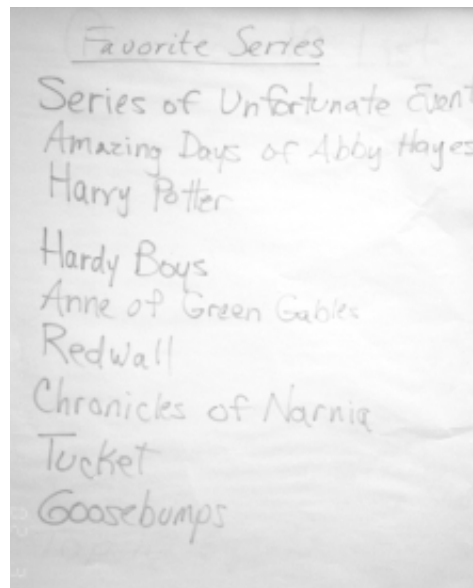 Favorite Series
Series of Unfortunate Event
Amazing Days of Abby Hayes
Harry Potter
Hardy Boys
Anne of Green Gables
Redwall
Chronicles of Narnia
Tucket
Goosebumps